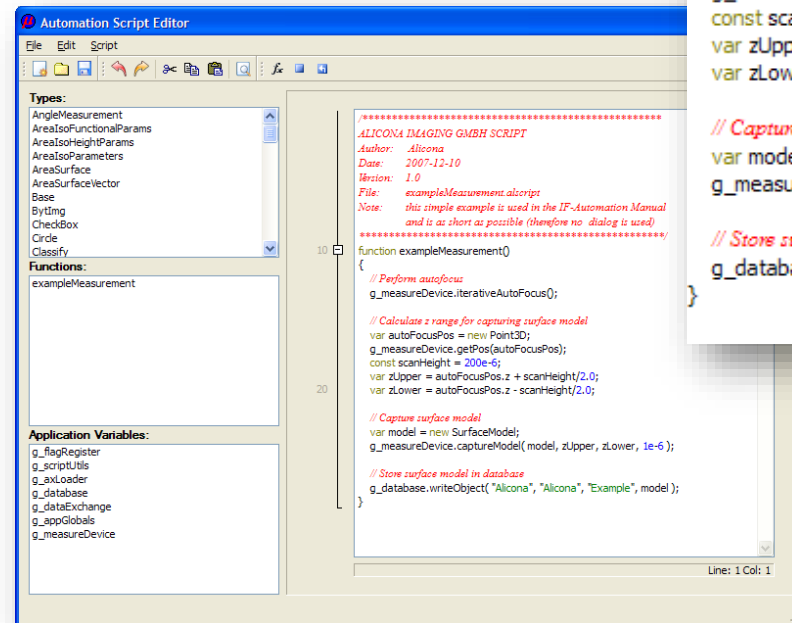 Automation Script Editor
File Edit Script
Types:
AngleMeasurement
AreaIsoFunctionalParams
AreaIsoHeightParams
AreaIsoParameters
AreaSurface
AreaSurfaceVector
Base
BytImg
CheckBox
Circle
Classify
Functions:
exampleMeasurement
Application Variables:
g_flagRegister
g_scriptUtils
g_axLoader
g_database
g_dataExchange
g_appGlobals
g_measureDevice
/***************************************************
ALICONA IMAGING GMBH SCRIPT
Author: Alicona
Date: 2007-12-10
Version: 1.0
File: exampleMeasurement.alscript
Note: this simple example is used in the IF-Automation Manual
and is as short as possible (therefore no dialog is used)
****************************************************/
10 function exampleMeasurement()
{
// Perform autofocus
g_measureDevice.iterativeAutoFocus();
// Calculate z range for capturing surface model
var autoFocusPos = new Point3D;
g_measureDevice.getPos(autoFocusPos);
const scanHeight = 200e-6;
var zUpper = autoFocusPos.z + scanHeight/2.0;
20 var zLower = autoFocusPos.z - scanHeight/2.0;
// Capture surface model
var model = new SurfaceModel;
g_measureDevice.captureModel( model, zUpper, zLower, 1e-6 );
// Store surface model in database
g_database.writeObject( "Alicona", "Alicona", "Example", model );
}
Line: 1 Col: 1
const sca
var zUpp
var zLow
// Captur
var mode
g_measu
// Store su
g_databa
}